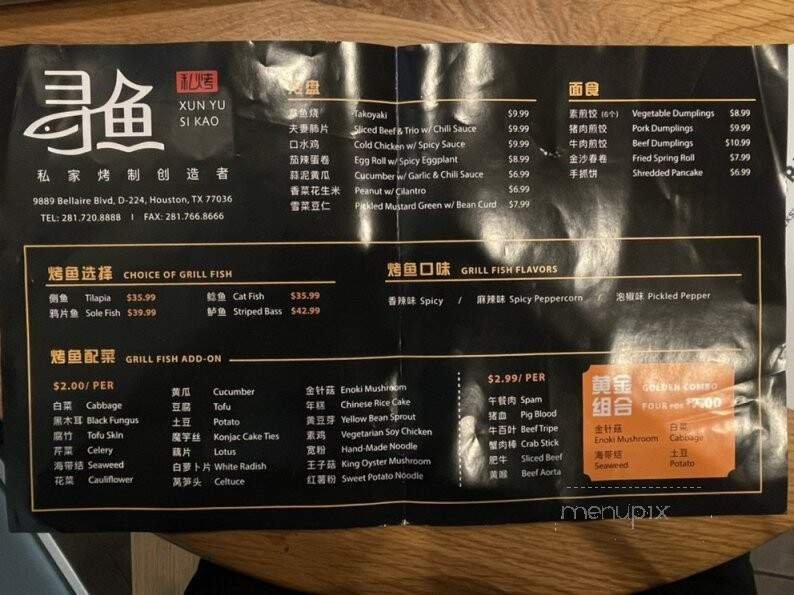 寻鱼
私烤
XUN YU
SI KAO
私家烤制创造者
9889 Bellaire Blvd, D-224, Houston, TX 77036
TEL: 281.720.8888 | FAX: 281.766.8666
盘
鱼烧 Takoyaki $9.99
夫妻肺片 Sliced Beef & Trio w/ Chili Sauce $9.99
口水鸡 Cold Chicken w/ Spicy Sauce $9.99
茄辣蛋卷 Egg Roll w/ Spicy Eggplant $8.99
蒜泥黄瓜 Cucumber w/ Garlic & Chili Sauce $6.99
香菜花生米 Peanut w/ Cilantro $6.99
雪菜豆仁 Pickled Mustard Green w/ Bean Curd $7.99
面食
素煎饺 (6个) Vegetable Dumplings $8.99
猪肉煎饺 Pork Dumplings $9.99
牛肉煎饺 Beef Dumplings $10.99
金沙春卷 Fried Spring Roll $7.99
手抓饼 Shredded Pancake $6.99
烤鱼选择 CHOICE OF GRILL FISH
侧鱼 Tilapia $35.99 鲶鱼 Cat Fish $35.99
鸦片鱼 Sole Fish $39.99 鲈鱼 Striped Bass $42.99
烤鱼口味 GRILL FISH FLAVORS
香辣味 Spicy / 麻辣味 Spicy Peppercorn / 泡椒味 Pickled Pepper
烤鱼配菜 GRILL FISH ADD-ON
$2.00/ PER
白菜 Cabbage
黑木耳 Black Fungus
腐竹 Tofu Skin
芹菜 Celery
海带结 Seaweed
花菜 Cauliflower
黄瓜 Cucumber
豆腐 Tofu
土豆 Potato
魔芋丝 Konjac Cake Ties
藕片 Lotus
白萝卜片 White Radish
莴笋头 Celtuce
金针菇 Enoki Mushroom
年糕 Chinese Rice Cake
黄豆芽 Yellow Bean Sprout
素鸡 Vegetarian Soy Chicken
宽粉 Hand-Made Noodle
王子菇 King Oyster Mushroom
红薯粉 Sweet Potato Noodle
$2.99/ PER
午餐肉 Spam
猪血 Pig Blood
牛百叶 Beef Tripe
蟹肉棒 Crab Stick
肥牛 Sliced Beef
黄喉 Beef Aorta
黄金组合 GOLDEN COMBO
FOUR FOR $7.00
金针菇 白菜
Enoki Mushroom Cabbage
海带结 土豆
Seaweed Potato
menupix